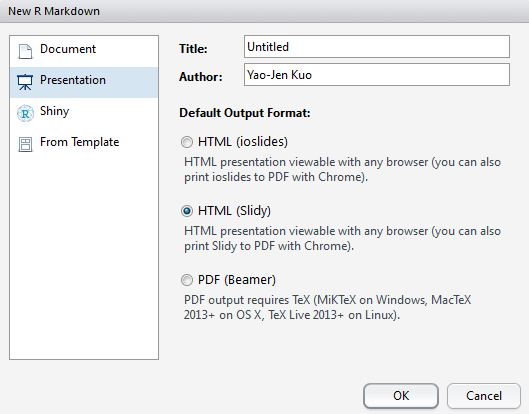 New R Markdown
Document
Presentation
Shiny
From Template
Title:
Untitled
Author:
Yao-Jen Kuo
Default Output Format:
HTML (ioslides)
HTML presentation viewable with any browser (you can also
print ioslides to PDF with Chrome).
HTML (Slidy)
HTML presentation viewable with any browser (you can also
print Slidy to PDF with Chrome).
PDF (Beamer)
PDF output requires TeX (MiKTeX on Windows, MacTeX
2013+ on OS X, TeX Live 2013+ on Linux).
OK
Cancel